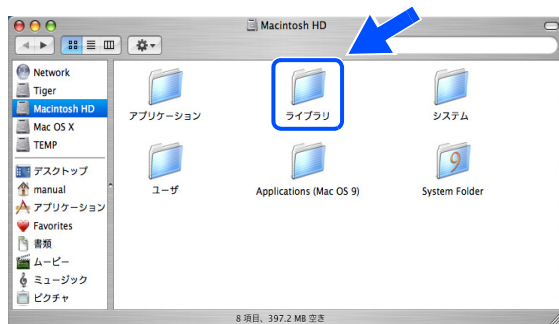 Macintosh HD
Network
Tiger
Macintosh HD
Mac OS X
TEMP
デスクトップ
manual
アプリケーション
Favorites
書類
ムービー
ミュージック
ピクチャ
アプリケーション
ライブラリ
システム
ユーザ
Applications (Mac OS 9)
9
System Folder
8 項目、397.2 MB 空き